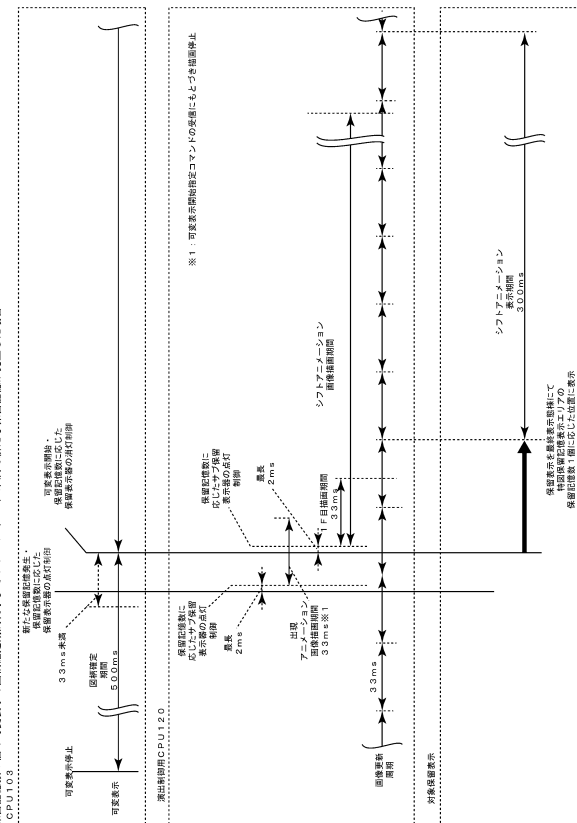 CPU103
新たな保留記憶発生・
保留記憶数に応じた
保留表示器の点灯制御
可変表示開始・
保留記憶数に応じた
保留表示器の消灯制御
33ms未満
図柄確定
期間
500ms
可変表示停止
可変表示
演出制御用CPU120
※1:可変表示開始指定コマンドの受信にもとづき描画停止
保留記憶数に
応じたサブ保留
表示器の点灯
制御
最長
2ms
保留記憶数に
応じたサブ保留
表示器の点灯
制御
最長
2ms
出現
アニメーション
画像描画期間
33ms※1
1F目描画期間
33ms
シフトアニメーション
画像描画期間
33ms
画像更新
周期
対象保留表示
シフトアニメーション
表示期間
300ms
保留表示を最終表示態様にて
特図保留記憶表示エリアの
保留記憶数1個に応じた位置に表示